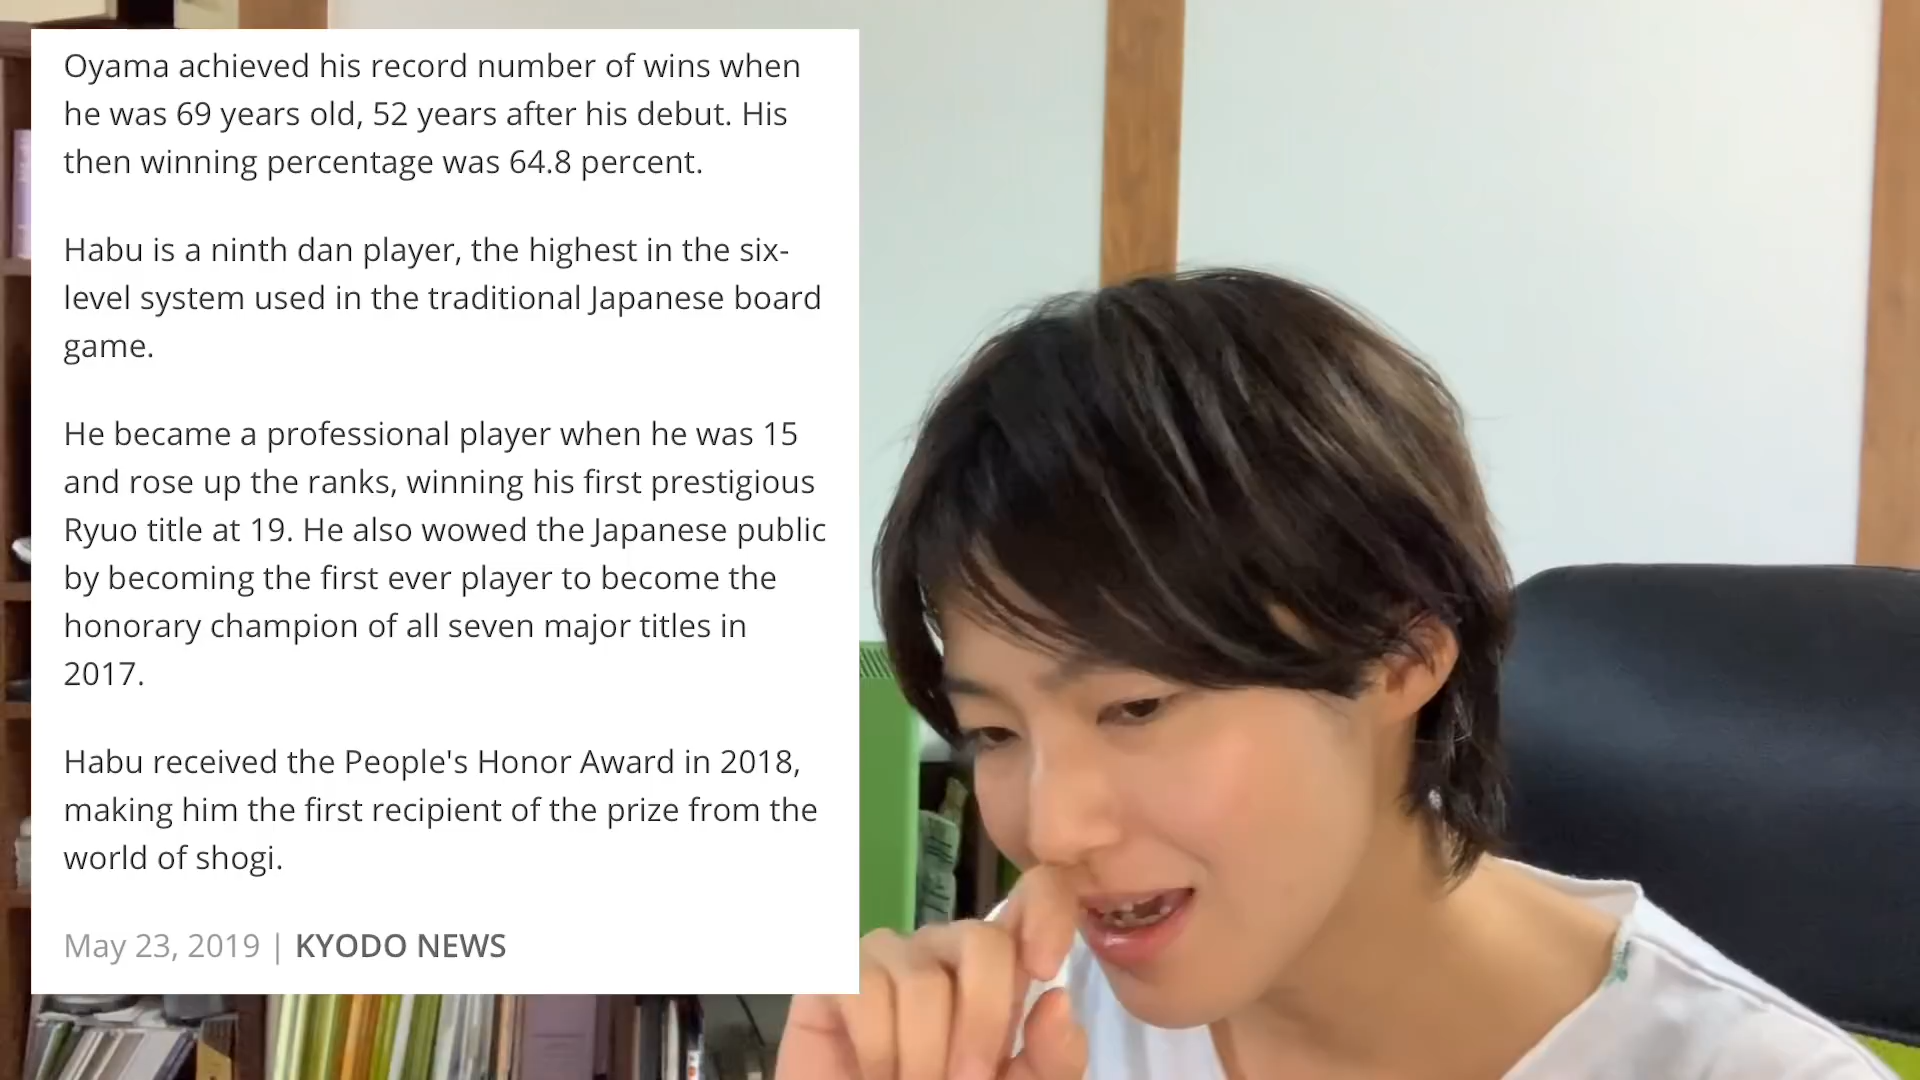 Oyama achieved his record number of wins when
he was 69 years old, 52 years after his debut. His
then winning percentage was 64.8 percent.
Habu is a ninth dan player, the highest in the six-
level system used in the traditional Japanese board
game.
He became a professional player when he was 15
and rose up the ranks, winning his first prestigious
Ryuo title at 19. He also wowed the Japanese public
by becoming the first ever player to become the
honorary champion of all seven major titles in
2017.
Habu received the People's Honor Award in 2018,
making him the first recipient of the prize from the
world of shogi.
May 23, 2019 | KYODO NEWS